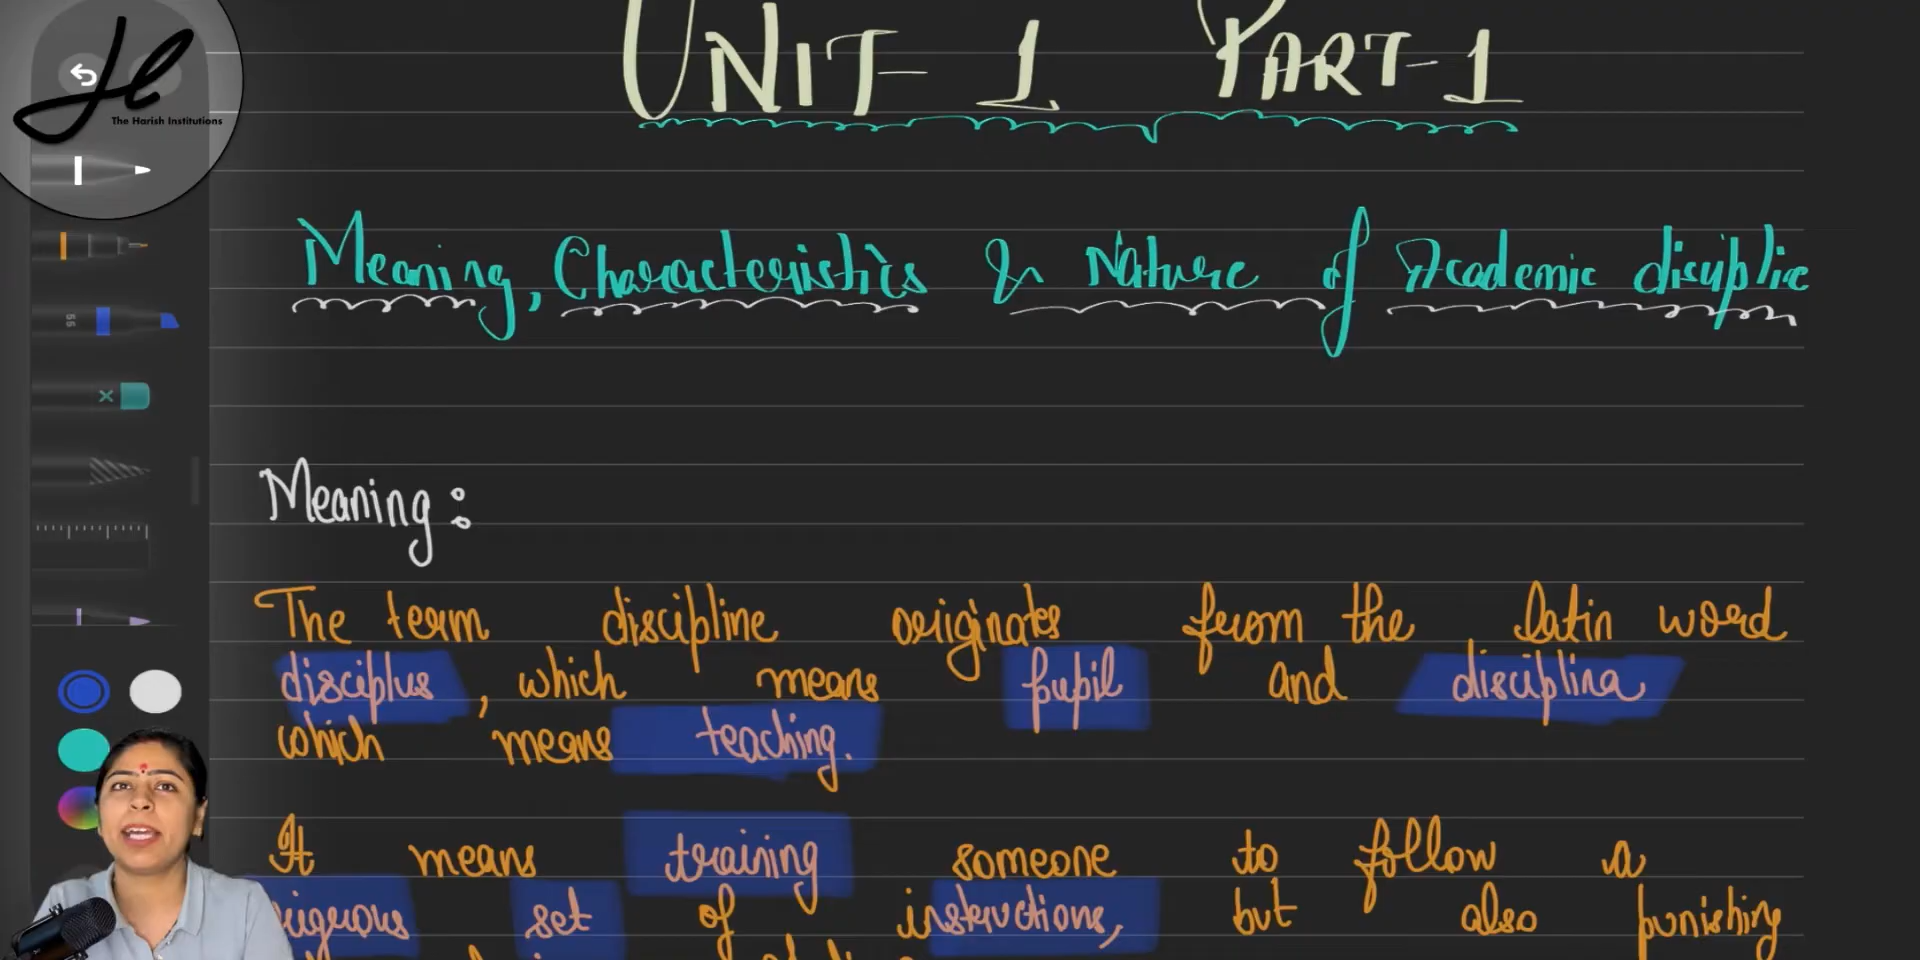 The Harish Institutions
UNIT-1 PART-1
Meaning, Characteristics & Nature of Academic disciplie
Meaning:
The term discipline originates from the latin word
disciplus, which means pupil and disciplina
which means teaching.
It means training someone to follow a
rigrous set of instructions, but also punishing